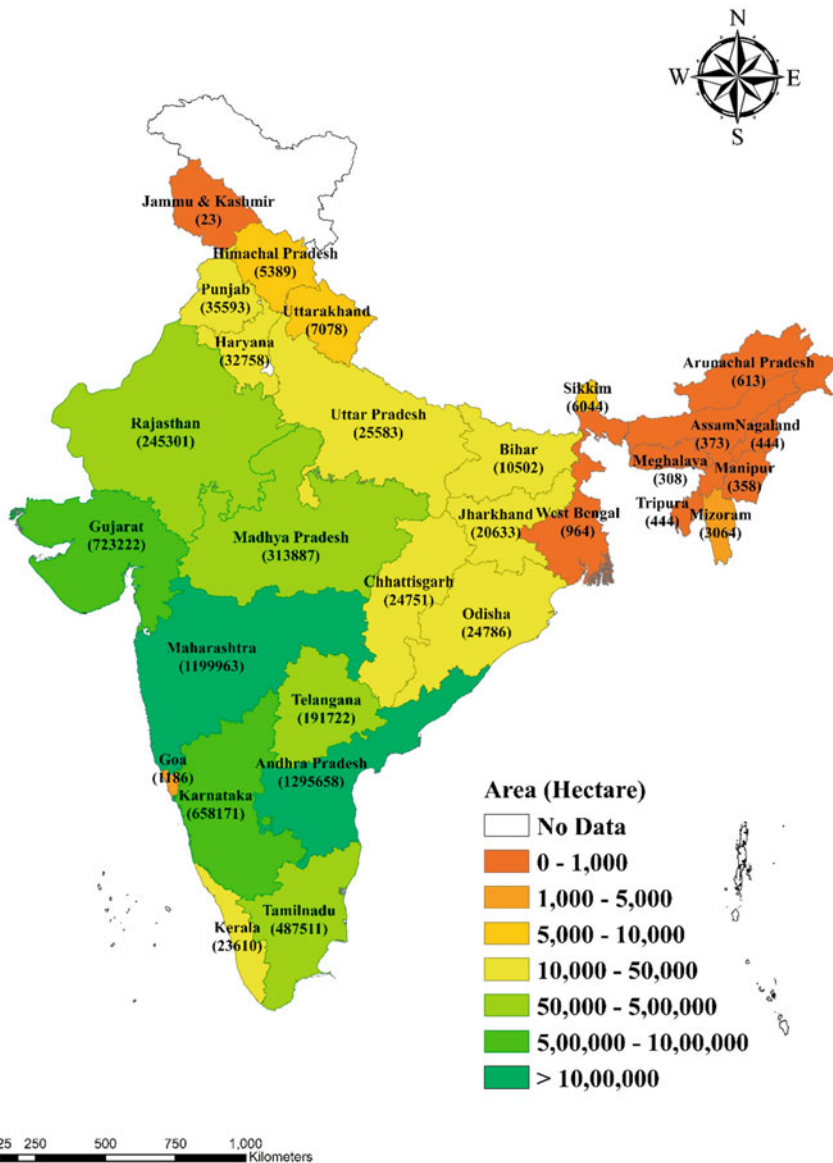 N
W E
S
Jammu & Kashmir
(23)
Himachal Pradesh
(5389)
Punjab
(35593)
Uttarakhand
(7078)
Haryana
(32758)
Arunachal Pradesh
(613)
Sikkim
(6044)
Rajasthan
(245301)
Uttar Pradesh
(25583)
Assam
(373)
Nagaland
(444)
Bihar
(10502)
Meghalaya
(308)
Manipur
(358)
Tripura
(444)
Mizoram
(3064)
Gujarat
(723222)
Madhya Pradesh
(313887)
Jharkhand
(20633)
West Bengal
(964)
Chhattisgarh
(24751)
Odisha
(24786)
Maharashtra
(1199963)
Telangana
(191722)
Goa
(1186)
Andhra Pradesh
(1295658)
Karnataka
(658171)
Tamilnadu
(487511)
Kerala
(23610)
Area (Hectare)
No Data
0 - 1,000
1,000 - 5,000
5,000 - 10,000
10,000 - 50,000
50,000 - 5,00,000
5,00,000 - 10,00,000
> 10,00,000
25 250 500 750 1,000
Kilometers